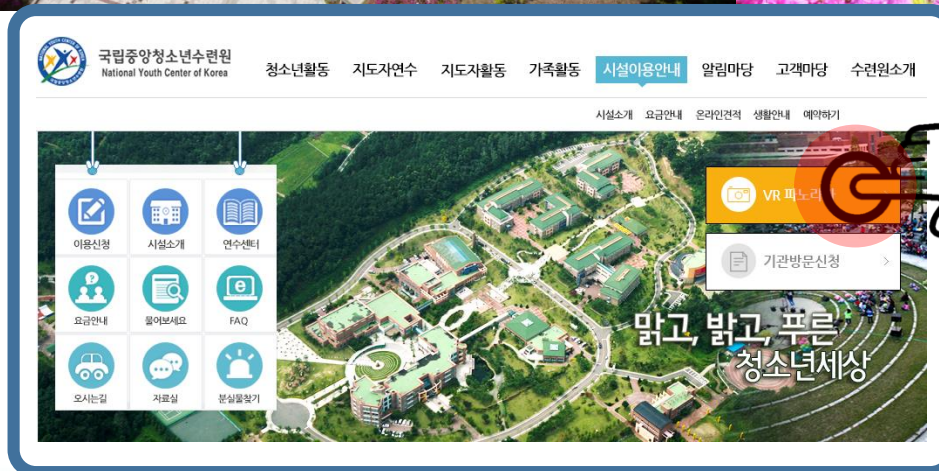 국립중앙청소년수련원
National Youth Center of Korea
청소년활동 지도자연수 지도자활동 가족활동 시설이용안내 알림마당 고객마당 수련원소개
시설소개 요금안내 온라인견적 생활안내 예약하기
이용신청 시설소개 연수센터
요금안내 물어보세요 FAQ
오시는길 자료실 분실물찾기
VR 파노라마
기관방문신청
맑고, 밝고, 푸른
청소년세상